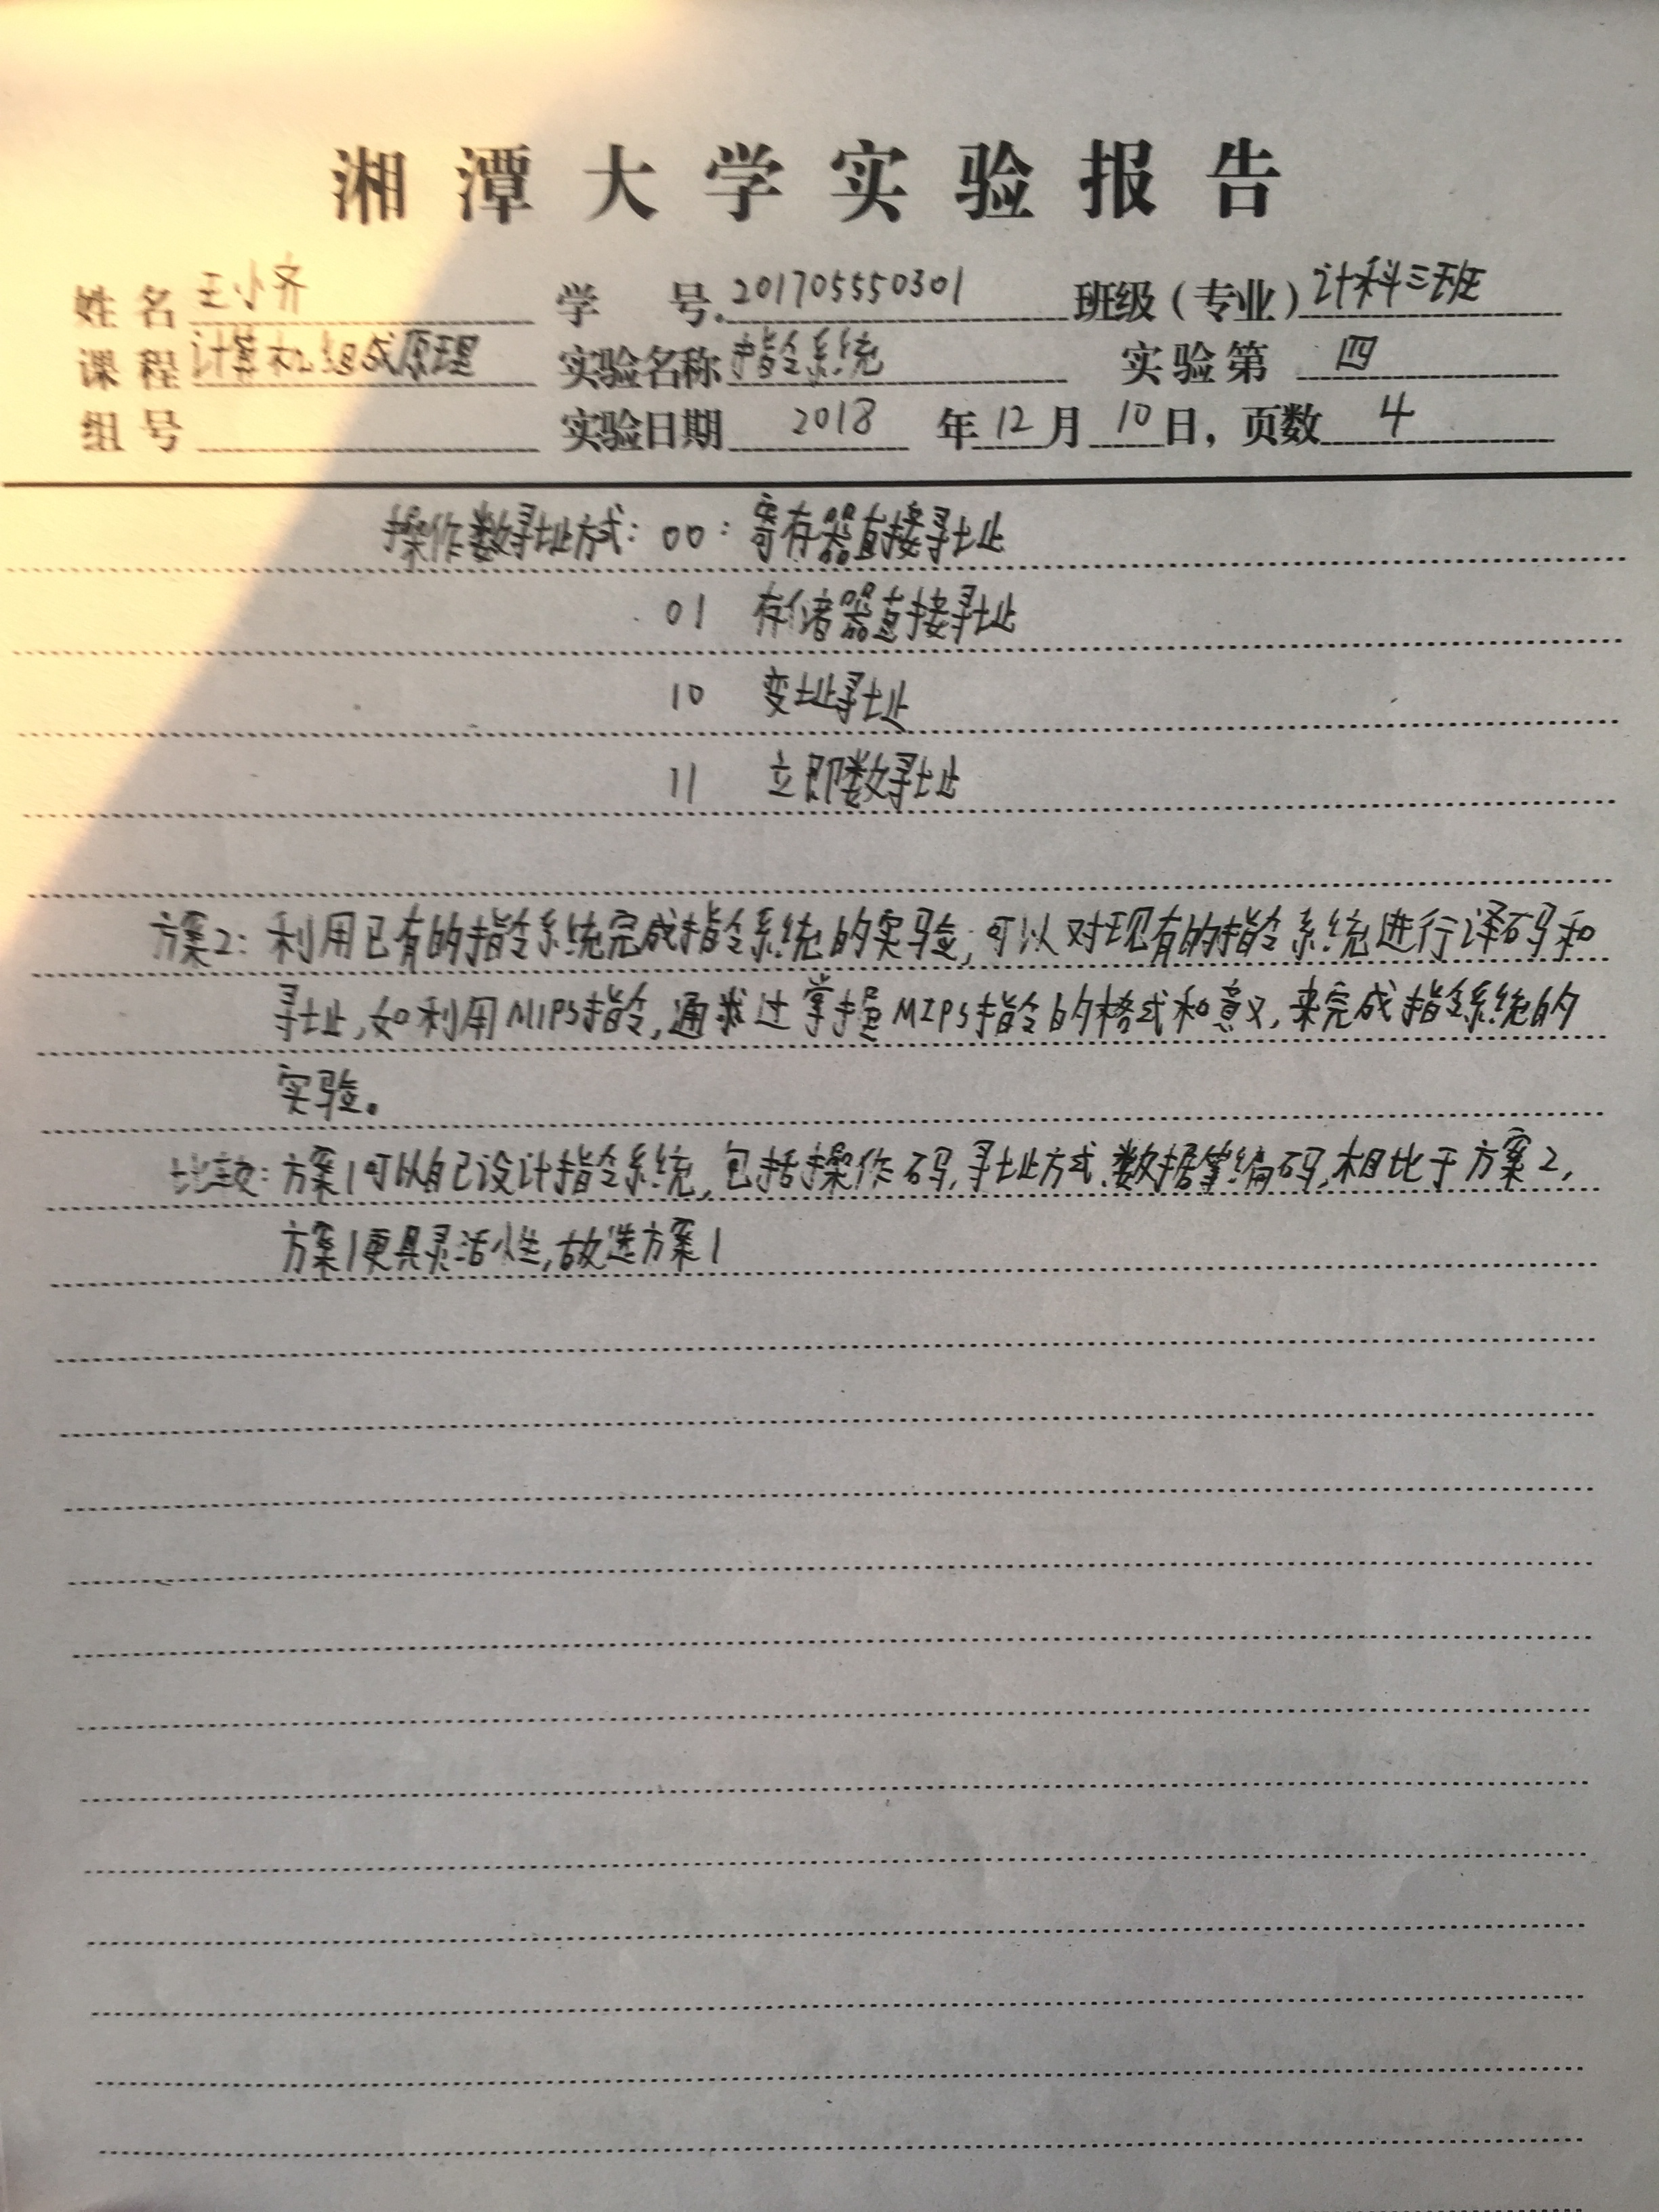 湘潭大学实验报告
姓名 王小齐 学号 201705550301 班级(专业) 计科三班
课程 计算机组成原理 实验名称 指令系统 实验第 四
组号 实验日期 2018 年 12 月 10 日, 页数 4
操作数寻址方式: 00: 寄存器直接寻址
01 存储器直接寻址
10 变址寻址
11 立即数寻址
方案2: 利用已有的指令系统完成指令系统的实验, 可以对现有的指令系统进行译码和
寻址, 如利用MIPS指令, 通过掌握MIPS指令的格式和意义, 来完成指令系统的
实验。
比较: 方案1可以自己设计指令系统, 包括操作码, 寻址方式、数据等编码, 相比于方案2,
方案1更具灵活性, 故选方案1